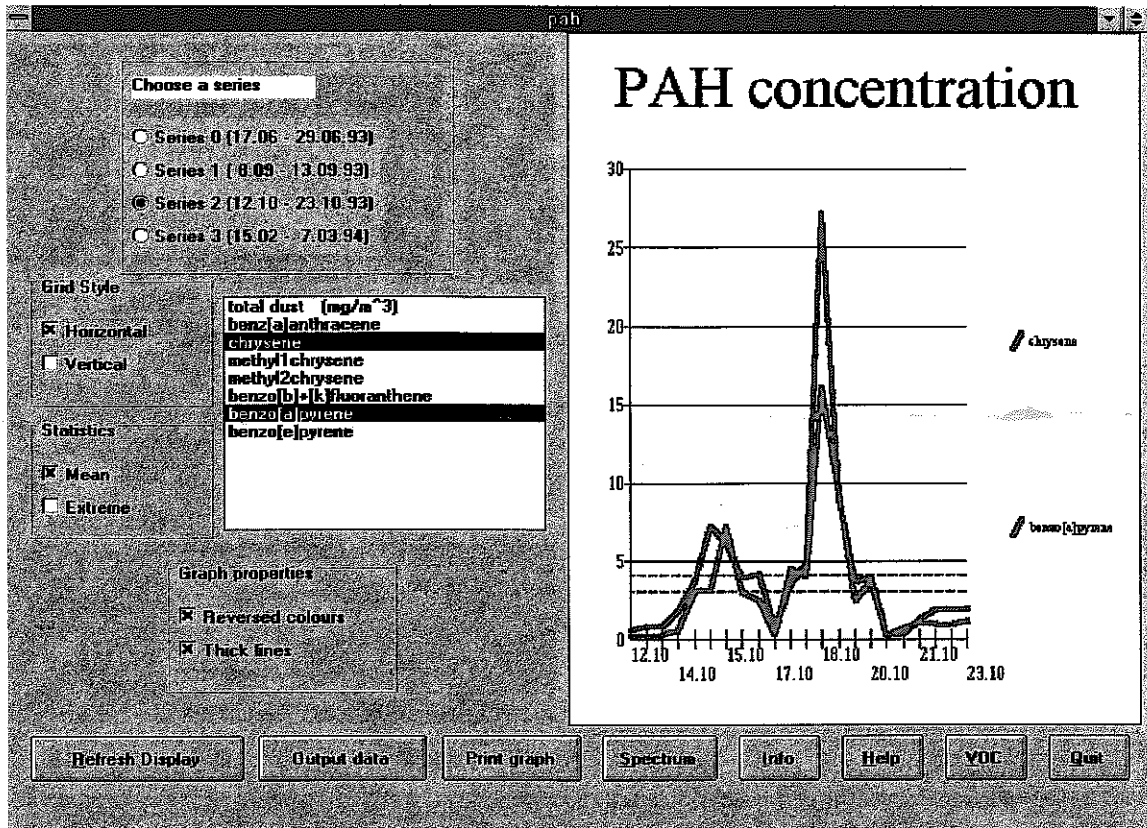 pah
Choose a series
Series 0 (17.06 - 29.06.93)
Series 1 ( 8.09 - 13.09.93)
Series 2 (12.10 - 23.10.93)
Series 3 (15.02 - 7.03.94)
Grid Style
Horizontal
Vertical
total dust (mg/m^3)
benz[a]anthracene
chrysene
methyl1chrysene
methyl2chrysene
benzo[b]+[k]fluoranthene
benzo[a]pyrene
benzo[e]pyrene
Statistics
Mean
Extreme
Graph properties
Reversed colours
Thick lines
PAH concentration
30
25
20
15
10
5
0
12.10 15.10 18.10 21.10
14.10 17.10 20.10 23.10
chrysene
benzo[a]pyrene
Refresh Display Output data Print graph Spectrum Info Help VOC Quit